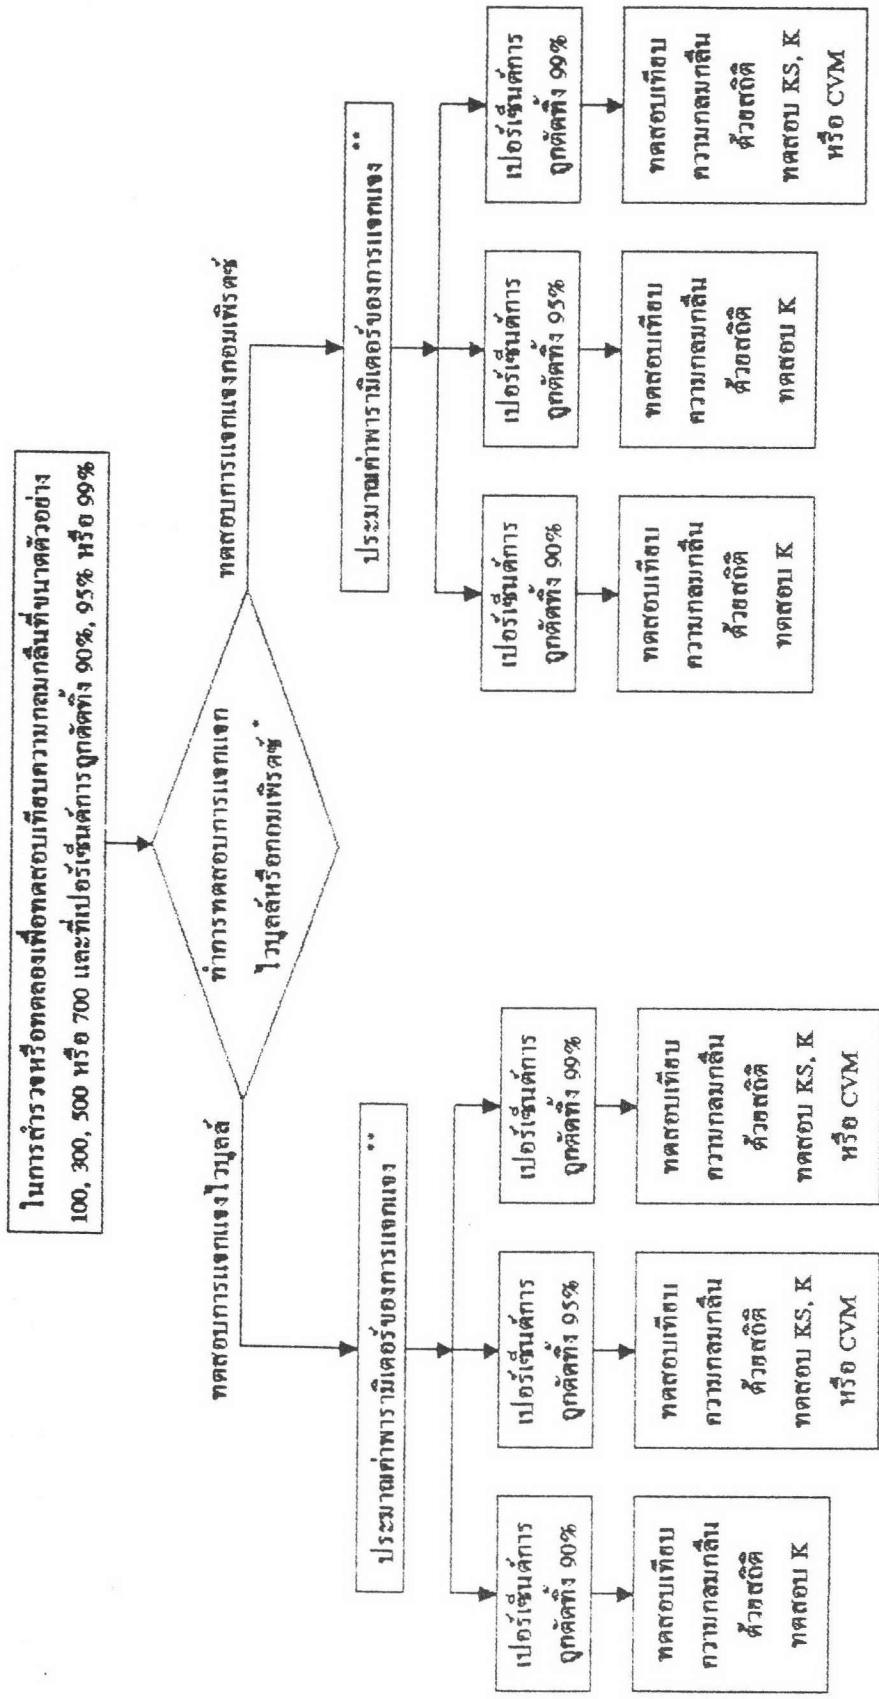 ในการสำรวจหรือทดลองเพื่อทดสอบเทียบความกลมกลืนที่ขนาดตัวอย่าง
100, 300, 500 หรือ 700 และที่เปอร์เซ็นต์การถูกตัดทิ้ง 90%, 95% หรือ 99%
ทำการทดสอบการแจกแจง
ไวบูลล์หรือกอมเพิรตซ์*
ทดสอบการแจกแจงไวบูลล์
ทดสอบการแจกแจงกอมเพิรตซ์
ประมาณค่าพารามิเตอร์ของการแจกแจง**
ประมาณค่าพารามิเตอร์ของการแจกแจง**
เปอร์เซ็นต์การ
ถูกตัดทิ้ง 90%
เปอร์เซ็นต์การ
ถูกตัดทิ้ง 95%
เปอร์เซ็นต์การ
ถูกตัดทิ้ง 99%
เปอร์เซ็นต์การ
ถูกตัดทิ้ง 90%
เปอร์เซ็นต์การ
ถูกตัดทิ้ง 95%
เปอร์เซ็นต์การ
ถูกตัดทิ้ง 99%
ทดสอบเทียบ
ความกลมกลืน
ด้วยสถิติ
ทดสอบ K
ทดสอบเทียบ
ความกลมกลืน
ด้วยสถิติ
ทดสอบ KS, K
หรือ CVM
ทดสอบเทียบ
ความกลมกลืน
ด้วยสถิติ
ทดสอบ KS, K
หรือ CVM
ทดสอบเทียบ
ความกลมกลืน
ด้วยสถิติ
ทดสอบ K
ทดสอบเทียบ
ความกลมกลืน
ด้วยสถิติ
ทดสอบ K
ทดสอบเทียบ
ความกลมกลืน
ด้วยสถิติ
ทดสอบ KS, K
หรือ CVM